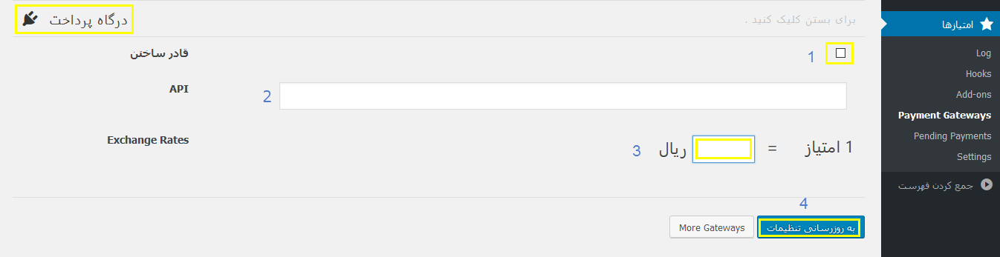 امتیازها
Log
Hooks
Add-ons
Payment Gateways
Pending Payments
Settings
جمع کردن فهرست
برای بستن کلیک کنید .
درگاه پرداخت
1
قادر ساختن
2
API
1 امتیاز = ریال 3
Exchange Rates
4
به روزرسانی تنظیمات
More Gateways